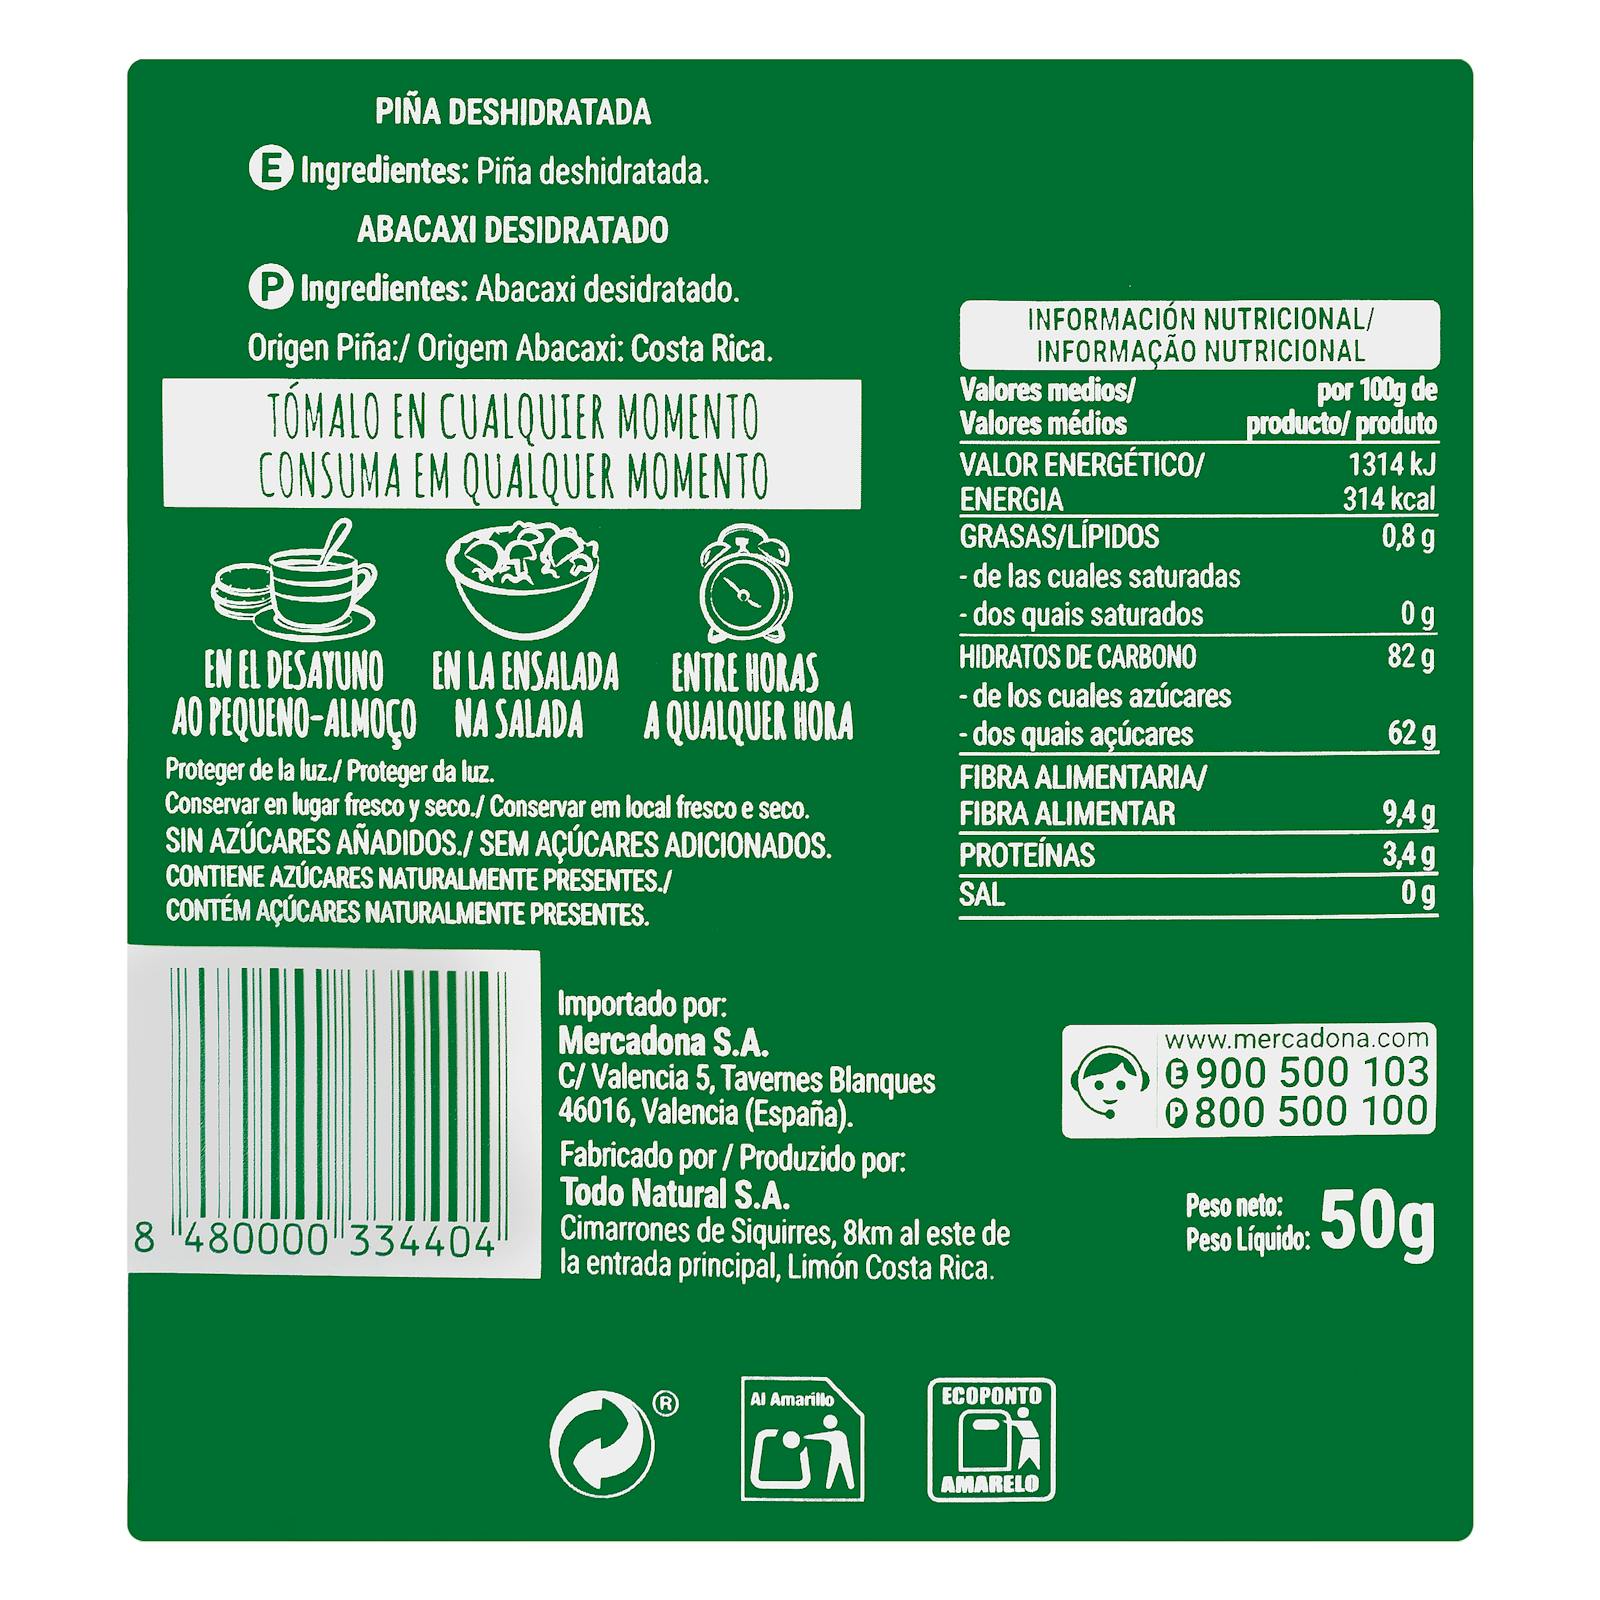 PIÑA DESHIDRATADA
E Ingredientes: Piña deshidratada.
ABACAXI DESIDRATADO
P Ingredientes: Abacaxi desidratado.
Origen Piña:/ Origem Abacaxi: Costa Rica.
TÓMALO EN CUALQUIER MOMENTO
CONSUMA EM QUALQUER MOMENTO
EN EL DESAYUNO
AO PEQUENO-ALMOÇO
EN LA ENSALADA
NA SALADA
ENTRE HORAS
A QUALQUER HORA
Proteger de la luz./ Proteger da luz.
Conservar en lugar fresco y seco./ Conservar em local fresco e seco.
SIN AZÚCARES AÑADIDOS./ SEM AÇÚCARES ADICIONADOS.
CONTIENE AZÚCARES NATURALMENTE PRESENTES./
CONTÉM AÇÚCARES NATURALMENTE PRESENTES.
INFORMACIÓN NUTRICIONAL/
INFORMAÇÃO NUTRICIONAL
Valores medios/ por 100g de
Valores médios producto/ produto
VALOR ENERGÉTICO/ 1314 kJ
ENERGIA 314 kcal
GRASAS/LÍPIDOS 0,8 g
- de las cuales saturadas
- dos quais saturados 0 g
HIDRATOS DE CARBONO 82 g
- de los cuales azúcares
- dos quais açúcares 62 g
FIBRA ALIMENTARIA/
FIBRA ALIMENTAR 9,4 g
PROTEÍNAS 3,4 g
SAL 0 g
8 480000 334404
Importado por:
Mercadona S.A.
C/ Valencia 5, Tavernes Blanques
46016, Valencia (España).
Fabricado por / Produzido por:
Todo Natural S.A.
Cimarrones de Siquirres, 8km al este de
la entrada principal, Limón Costa Rica.
www.mercadona.com
E 900 500 103
P 800 500 100
Peso neto:
Peso Líquido: 50g
®
Al Amarillo
ECOPONTO
AMARELO